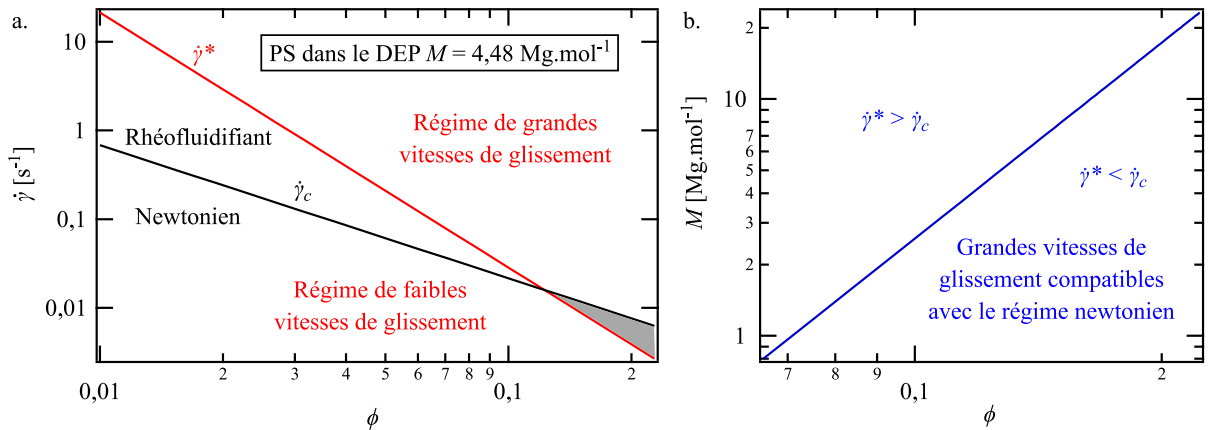 a.
PS dans le DEP M = 4,48 Mg.mol⁻¹
γ̇*
Régime de grandes
vitesses de glissement
Rhéofluidifiant
γ̇c
Newtonien
Régime de faibles
vitesses de glissement
γ̇ [s⁻¹]
10
1
0,1
0,01
0,01
2
3
4
5
6
7
8
9
0,1
2
ϕ
b.
γ̇* > γ̇c
γ̇* < γ̇c
Grandes vitesses de
glissement compatibles
avec le régime newtonien
M [Mg.mol⁻¹]
2
10
7
6
5
4
3
2
1
7
8
9
0,1
2
ϕ